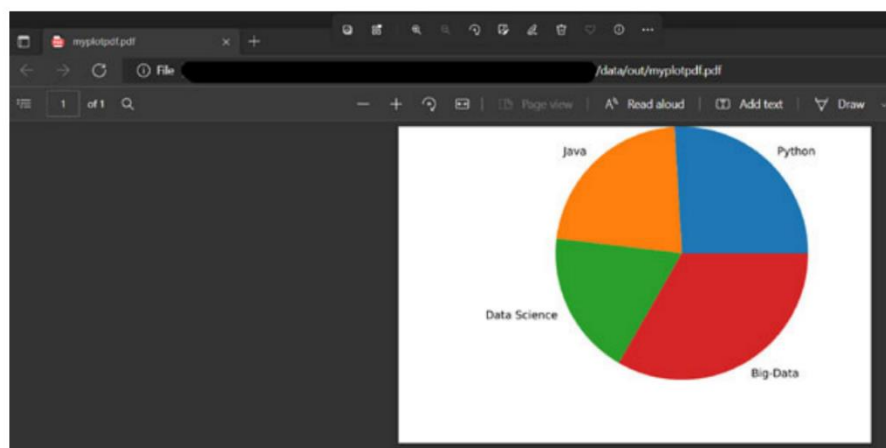 myplotpdf.pdf
File /data/out/myplotpdf.pdf
1 of 1 Page view Read aloud Add text Draw
Java Python
Data Science
Big-Data